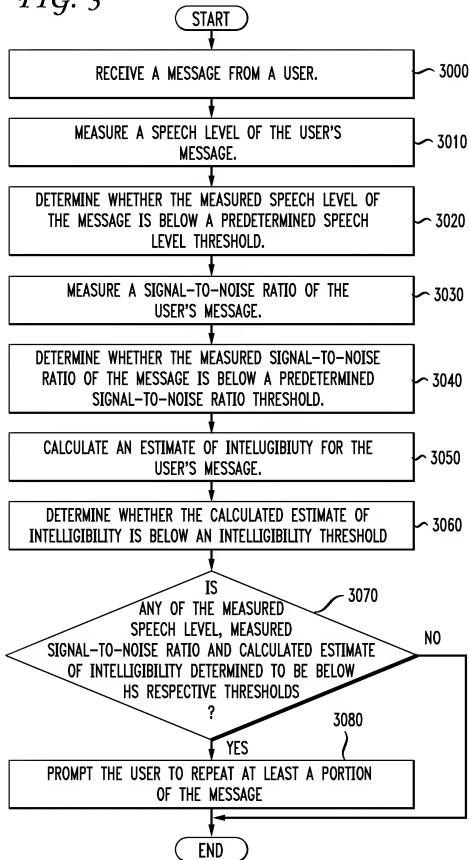 FIG. 3
START
RECEIVE A MESSAGE FROM A USER.
3000
MEASURE A SPEECH LEVEL OF THE USER'S
MESSAGE.
3010
DETERMINE WHETHER THE MEASURED SPEECH LEVEL OF
THE MESSAGE IS BELOW A PREDETERMINED SPEECH
LEVEL THRESHOLD.
3020
MEASURE A SIGNAL-TO-NOISE RATIO OF THE
USER'S MESSAGE.
3030
DETERMINE WHETHER THE MEASURED SIGNAL-TO-NOISE
RATIO OF THE MESSAGE IS BELOW A PREDETERMINED
SIGNAL-TO-NOISE RATIO THRESHOLD.
3040
CALCULATE AN ESTIMATE OF INTELUGIBIUTY FOR THE
USER'S MESSAGE.
3050
DETERMINE WHETHER THE CALCULATED ESTIMATE OF
INTELLIGIBILITY IS BELOW AN INTELLIGIBILITY THRESHOLD
3060
IS
ANY OF THE MEASURED
SPEECH LEVEL, MEASURED
SIGNAL-TO-NOISE RATIO AND CALCULATED ESTIMATE
OF INTELLIGIBILITY DETERMINED TO BE BELOW
HS RESPECTIVE THRESHOLDS
?
3070
NO
YES
3080
PROMPT THE USER TO REPEAT AT LEAST A PORTION
OF THE MESSAGE
END